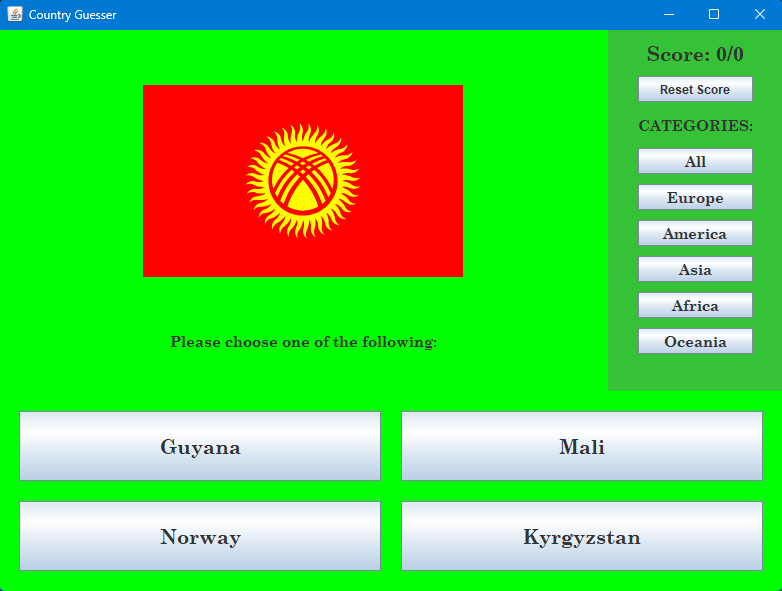 Country Guesser
Score: 0/0
Reset Score
CATEGORIES:
All
Europe
America
Asia
Africa
Oceania
Please choose one of the following:
Guyana
Mali
Norway
Kyrgyzstan